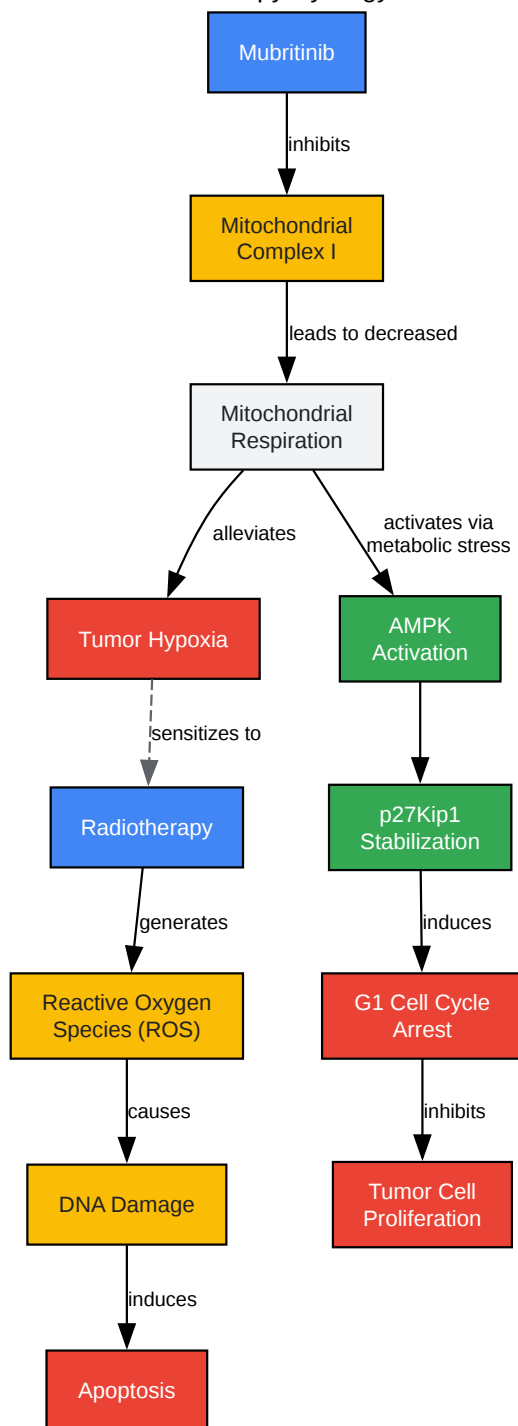 Mubritinib
inhibits
Mitochondrial
Complex I
leads to decreased
Mitochondrial
Respiration
alleviates
activates via
metabolic stress
Tumor Hypoxia
AMPK
Activation
sensitizes to
Radiotherapy
p27Kip1
Stabilization
generates
induces
Reactive Oxygen
Species (ROS)
G1 Cell Cycle
Arrest
causes
inhibits
DNA Damage
Tumor Cell
Proliferation
induces
Apoptosis